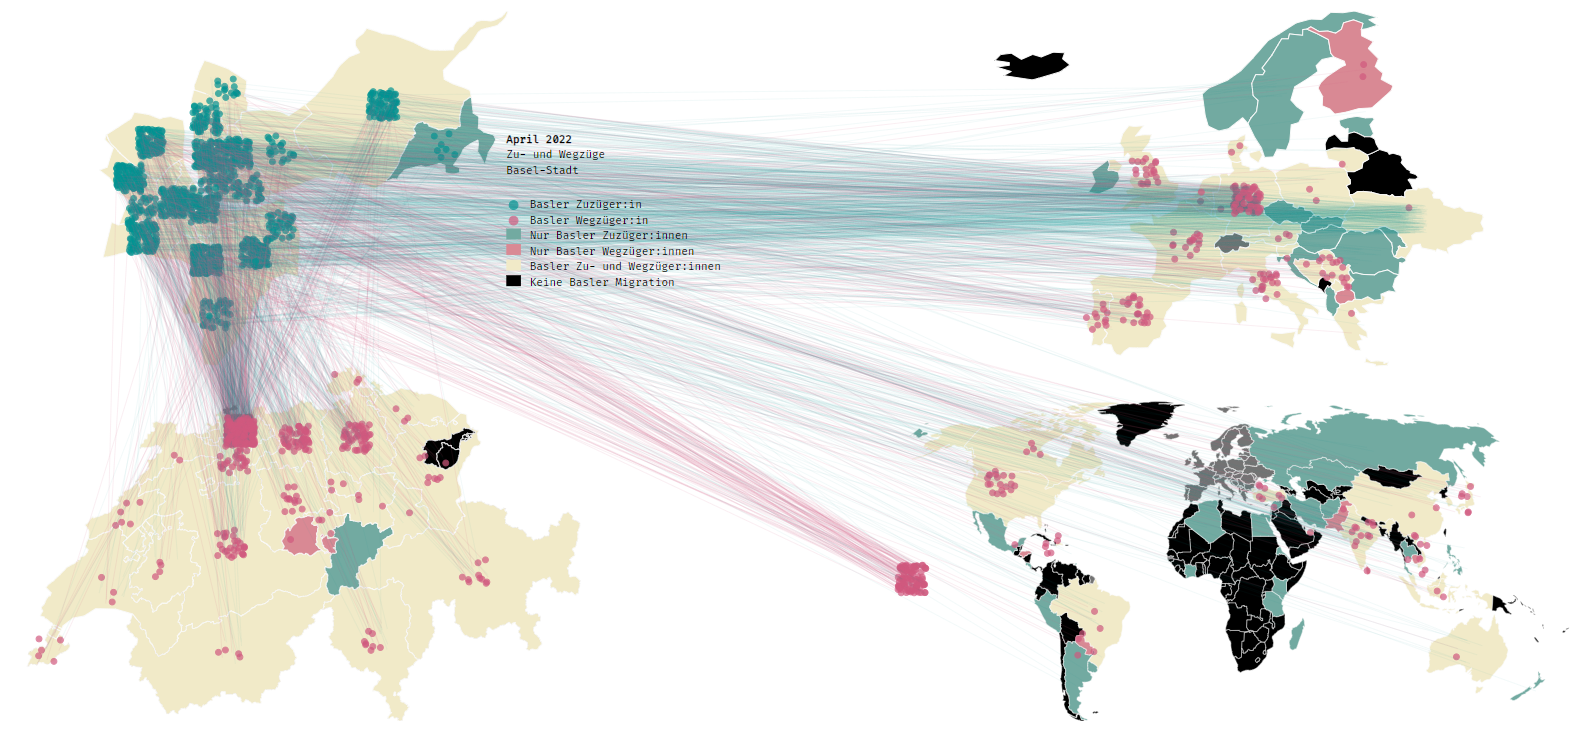 April 2022
Zu- und Wegzüge
Basel-Stadt
Basler Zuzüger:in
Basler Wegzüger:in
Nur Basler Zuzüger:innen
Nur Basler Wegzüger:innen
Basler Zu- und Wegzüger:innen
Keine Basler Migration